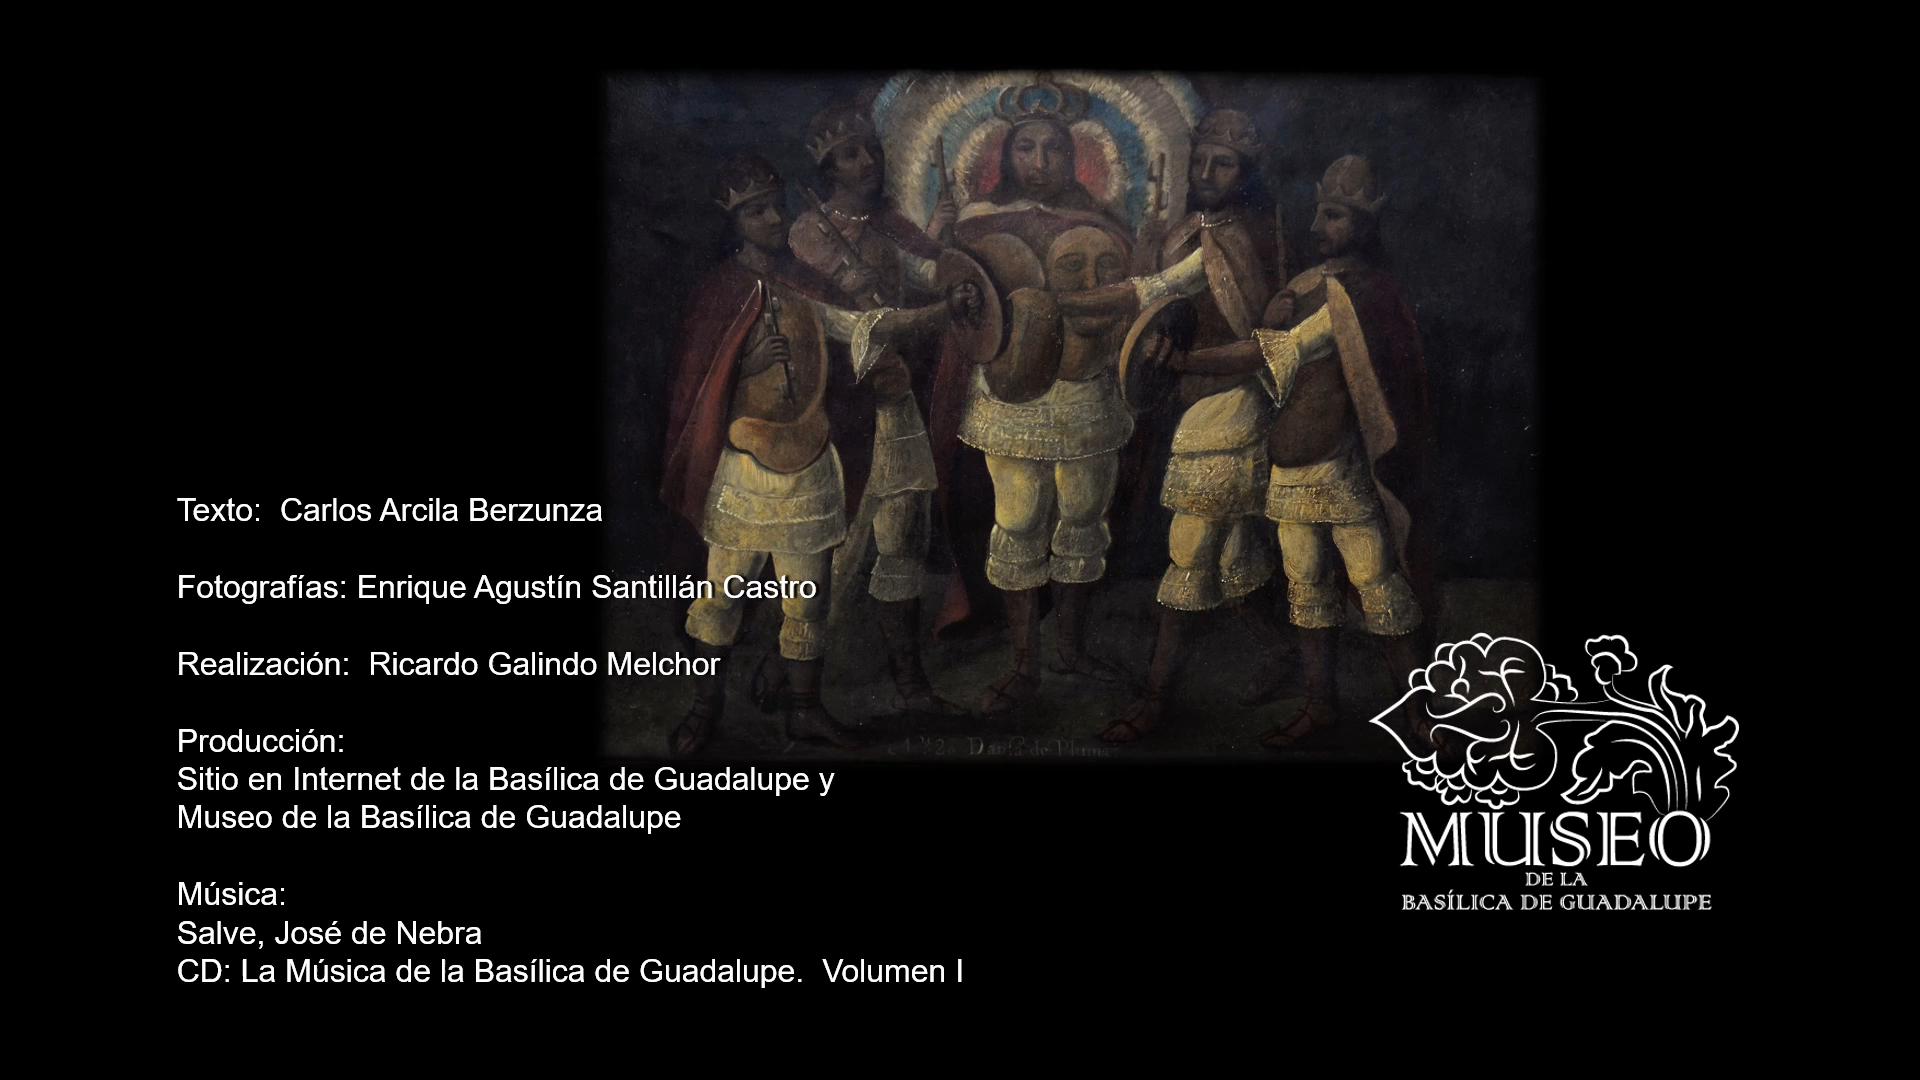 Texto:  Carlos Arcila Berzunza
Fotografías: Enrique Agustín Santillán Castro
Realización:  Ricardo Galindo Melchor
Producción:
Sitio en Internet de la Basílica de Guadalupe y
Museo de la Basílica de Guadalupe
Música:
Salve, José de Nebra
CD: La Música de la Basílica de Guadalupe.  Volumen I
MUSEO
DE LA
BASÍLICA DE GUADALUPE